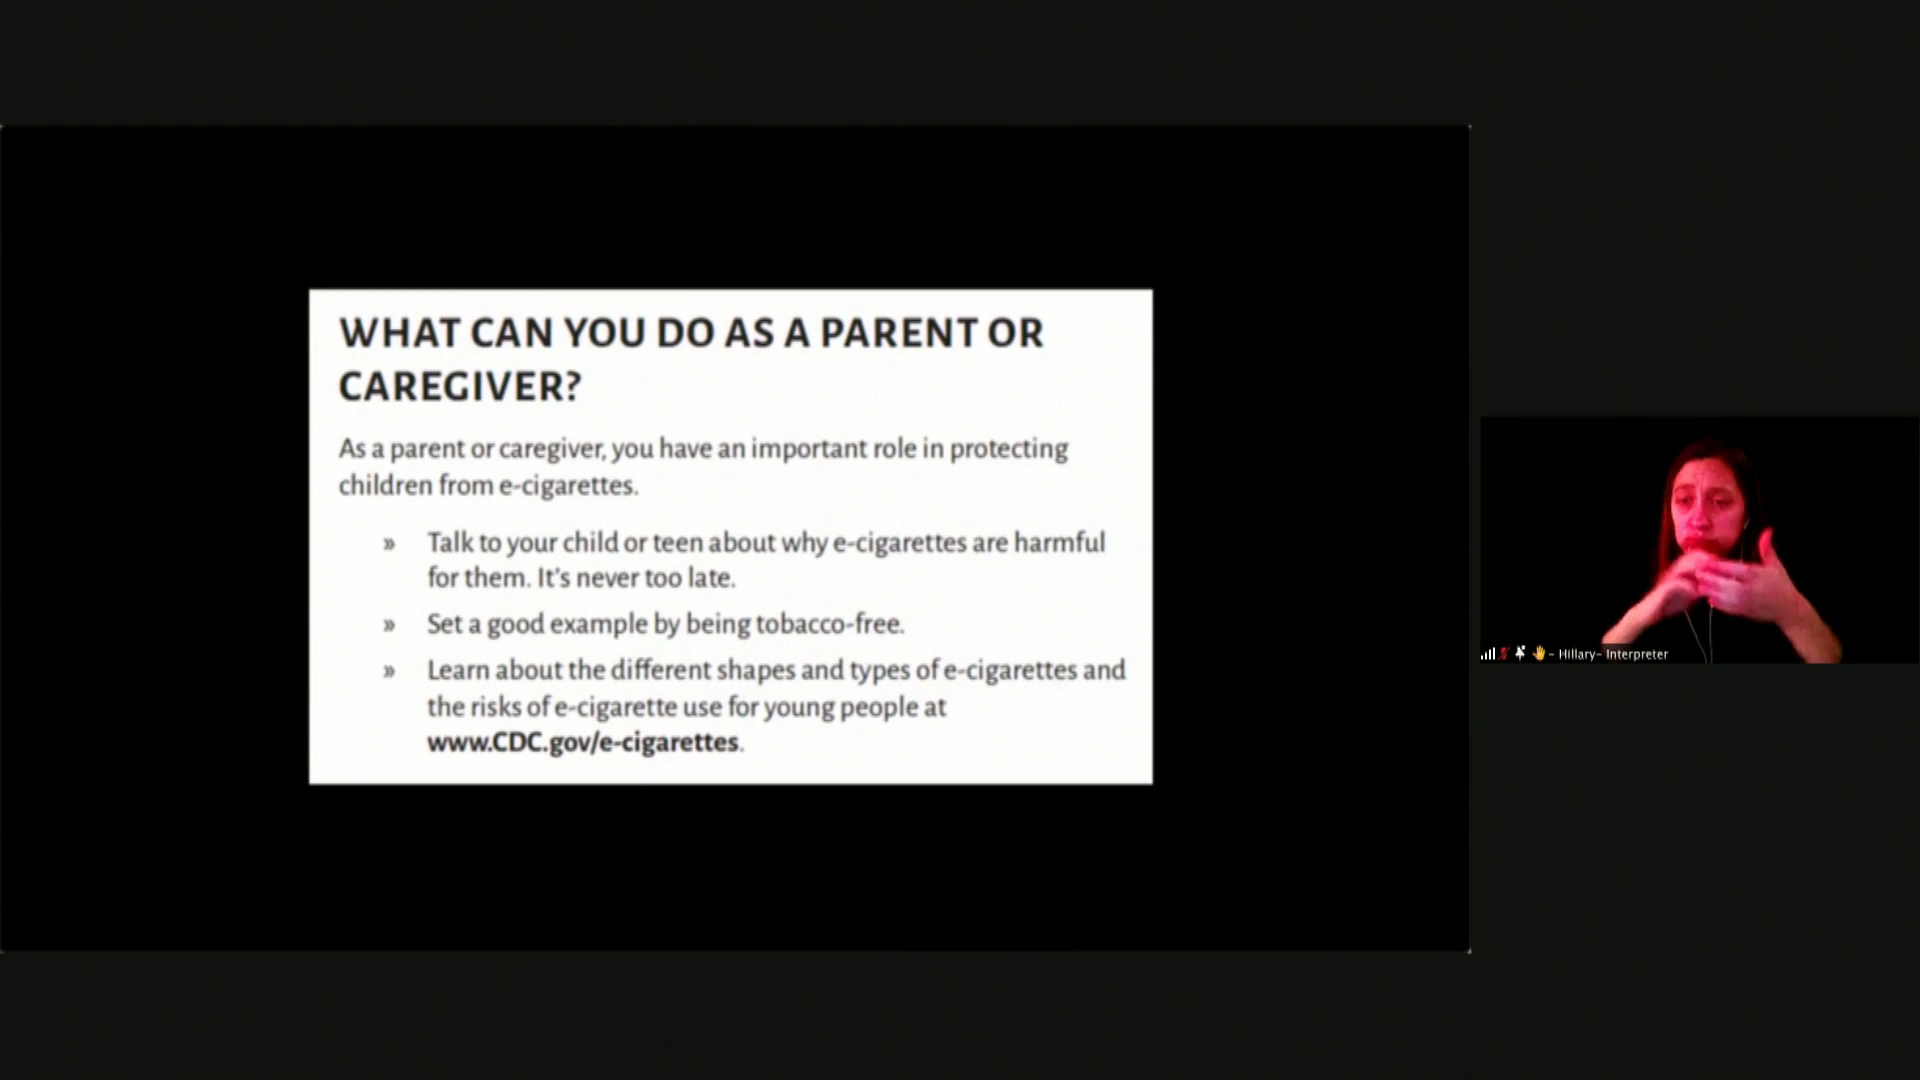 WHAT CAN YOU DO AS A PARENT OR
CAREGIVER?
As a parent or caregiver, you have an important role in protecting
children from e-cigarettes.
» Talk to your child or teen about why e-cigarettes are harmful
for them. It's never too late.
» Set a good example by being tobacco-free.
» Learn about the different shapes and types of e-cigarettes and
the risks of e-cigarette use for young people at
www.CDC.gov/e-cigarettes.
- Hillary- Interpreter